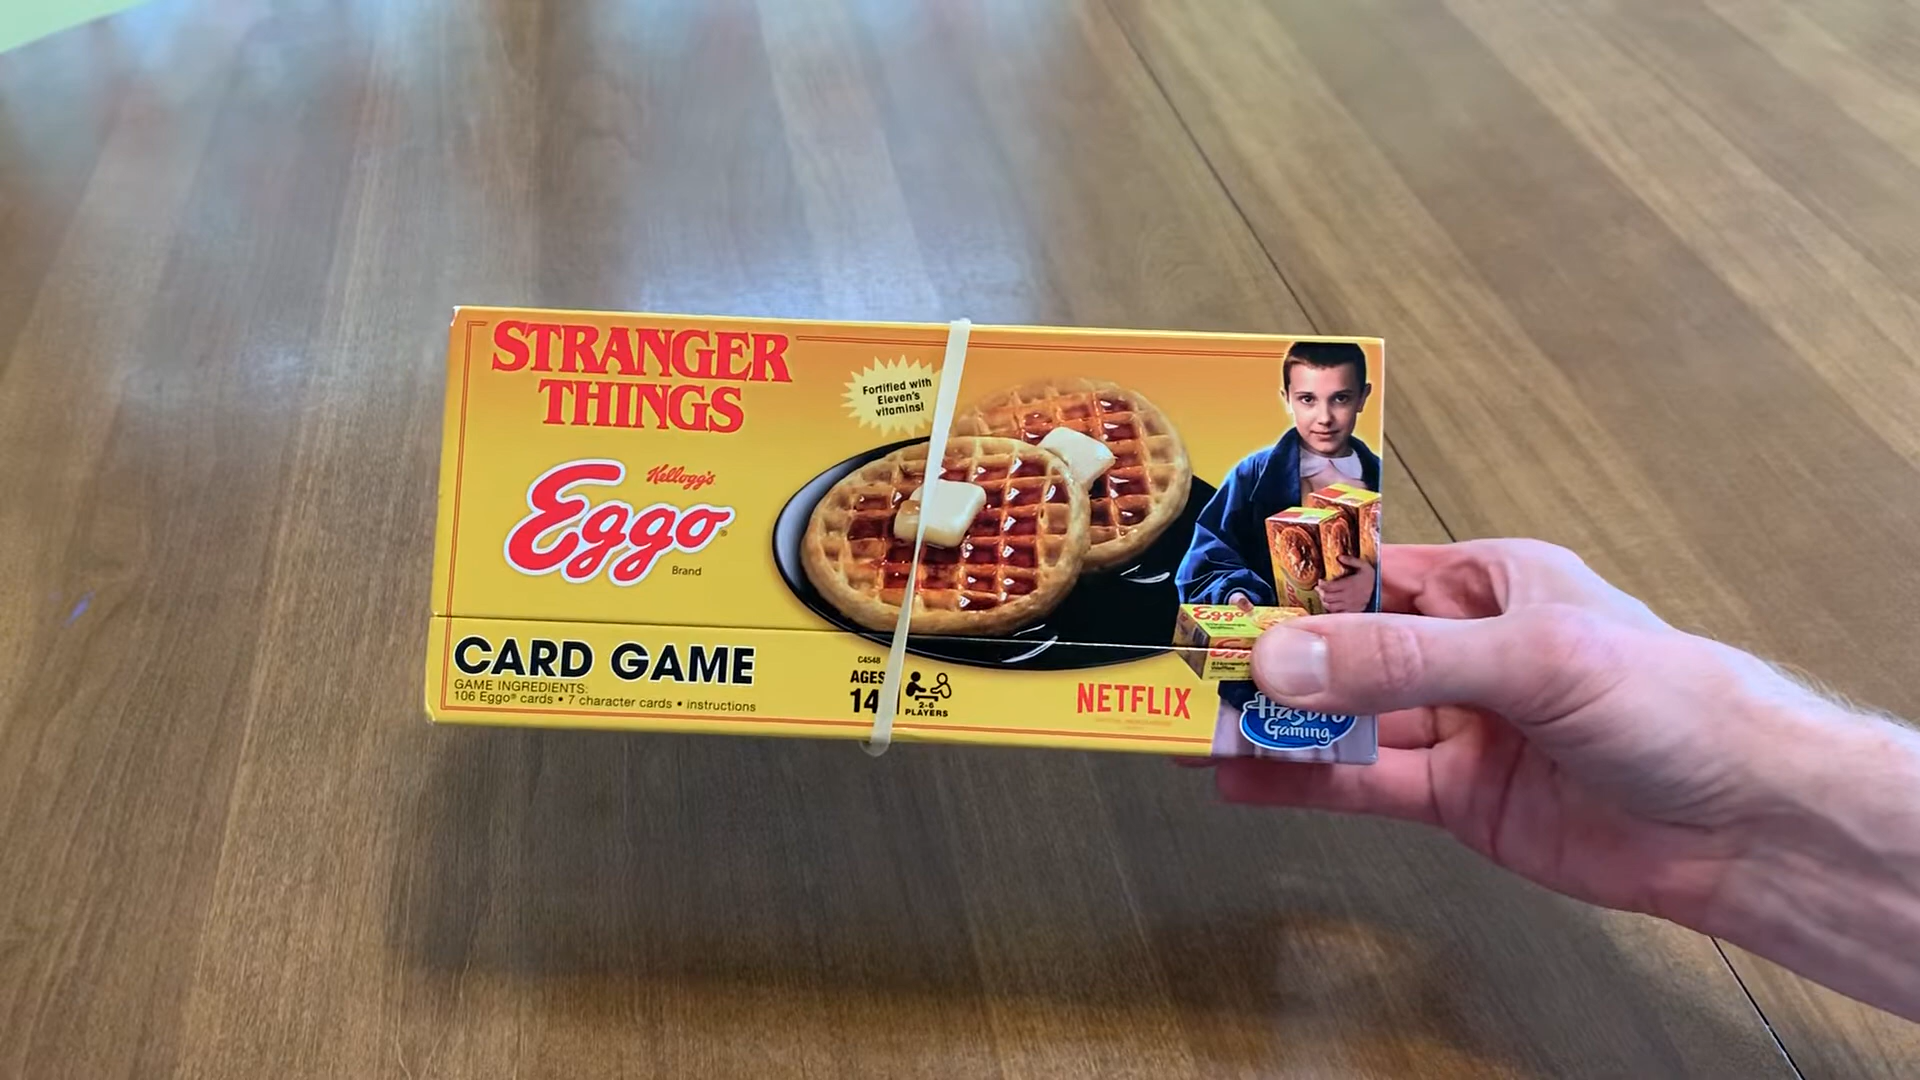 STRANGER
THINGS
Fortified with
Eleven's
vitamins!
Kellogg's
Eggo
Brand
CARD GAME
GAME INGREDIENTS:
106 Eggo® cards • 7 character cards • instructions
C4548
AGES
14
2-6
PLAYERS
NETFLIX
Eggo
Hasbro
Gaming